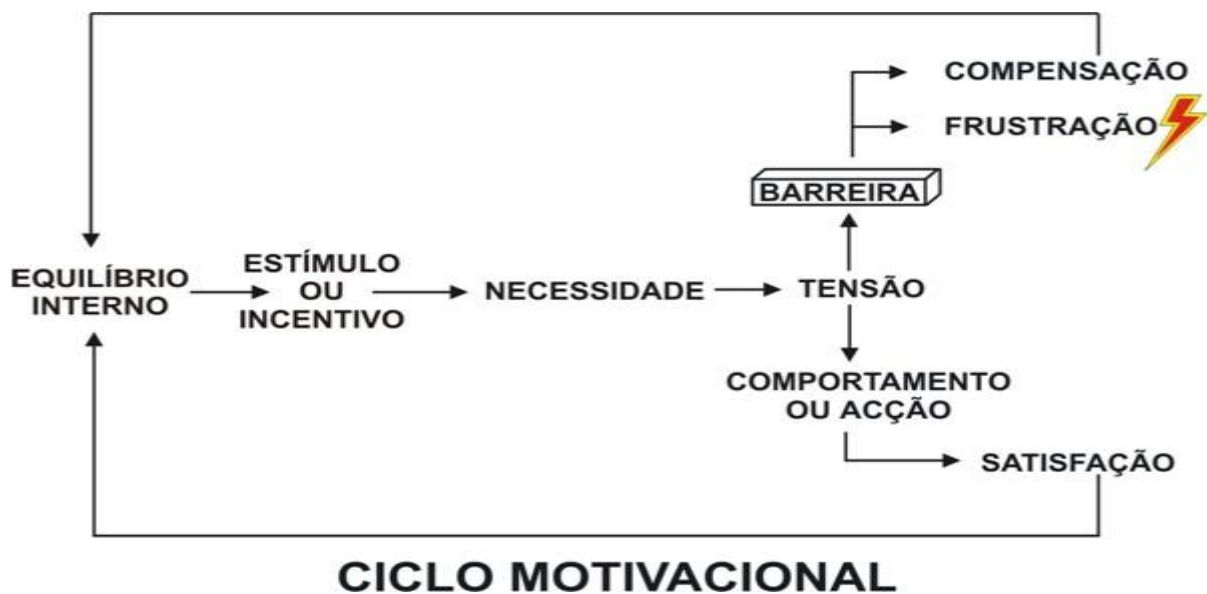 COMPENSAÇÃO
FRUSTRAÇÃO
BARREIRA
EQUILÍBRIO
INTERNO
ESTÍMULO
OU
INCENTIVO
NECESSIDADE
TENSÃO
COMPORTAMENTO
OU ACÇÃO
SATISFAÇÃO
CICLO MOTIVACIONAL